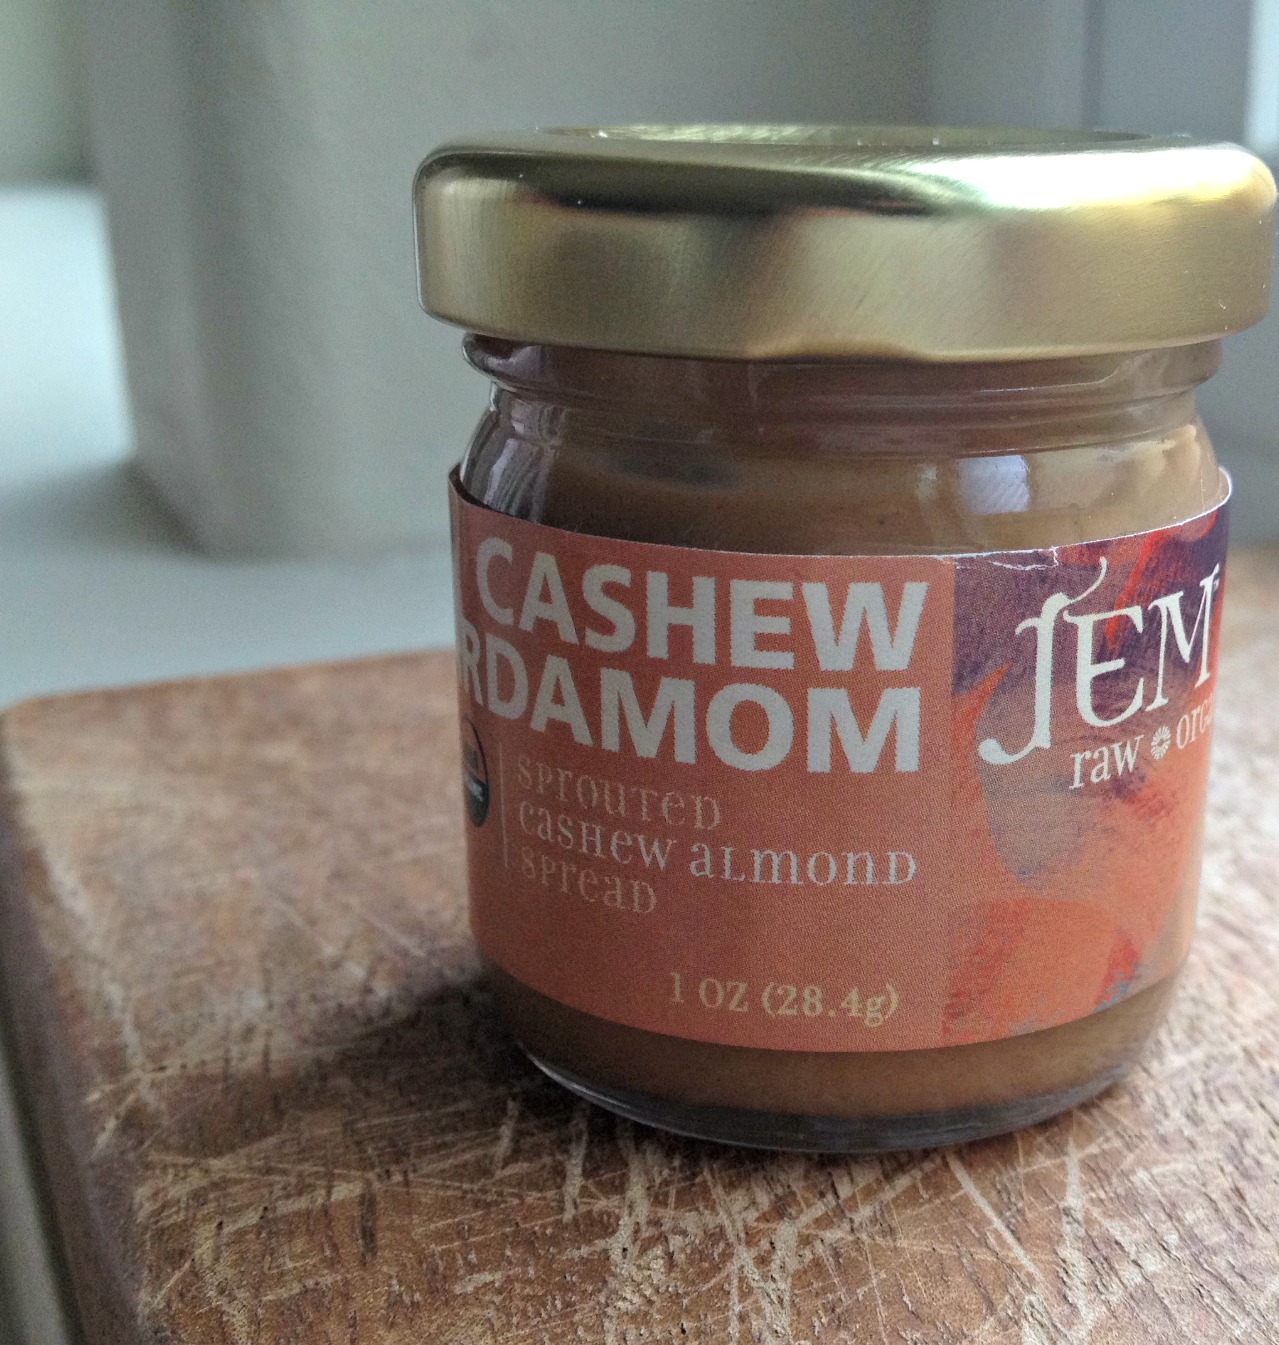 CASHEW
RDAMOM
sprouted
cashew almond
spread
1 oz (28.4g)
JEM
raw